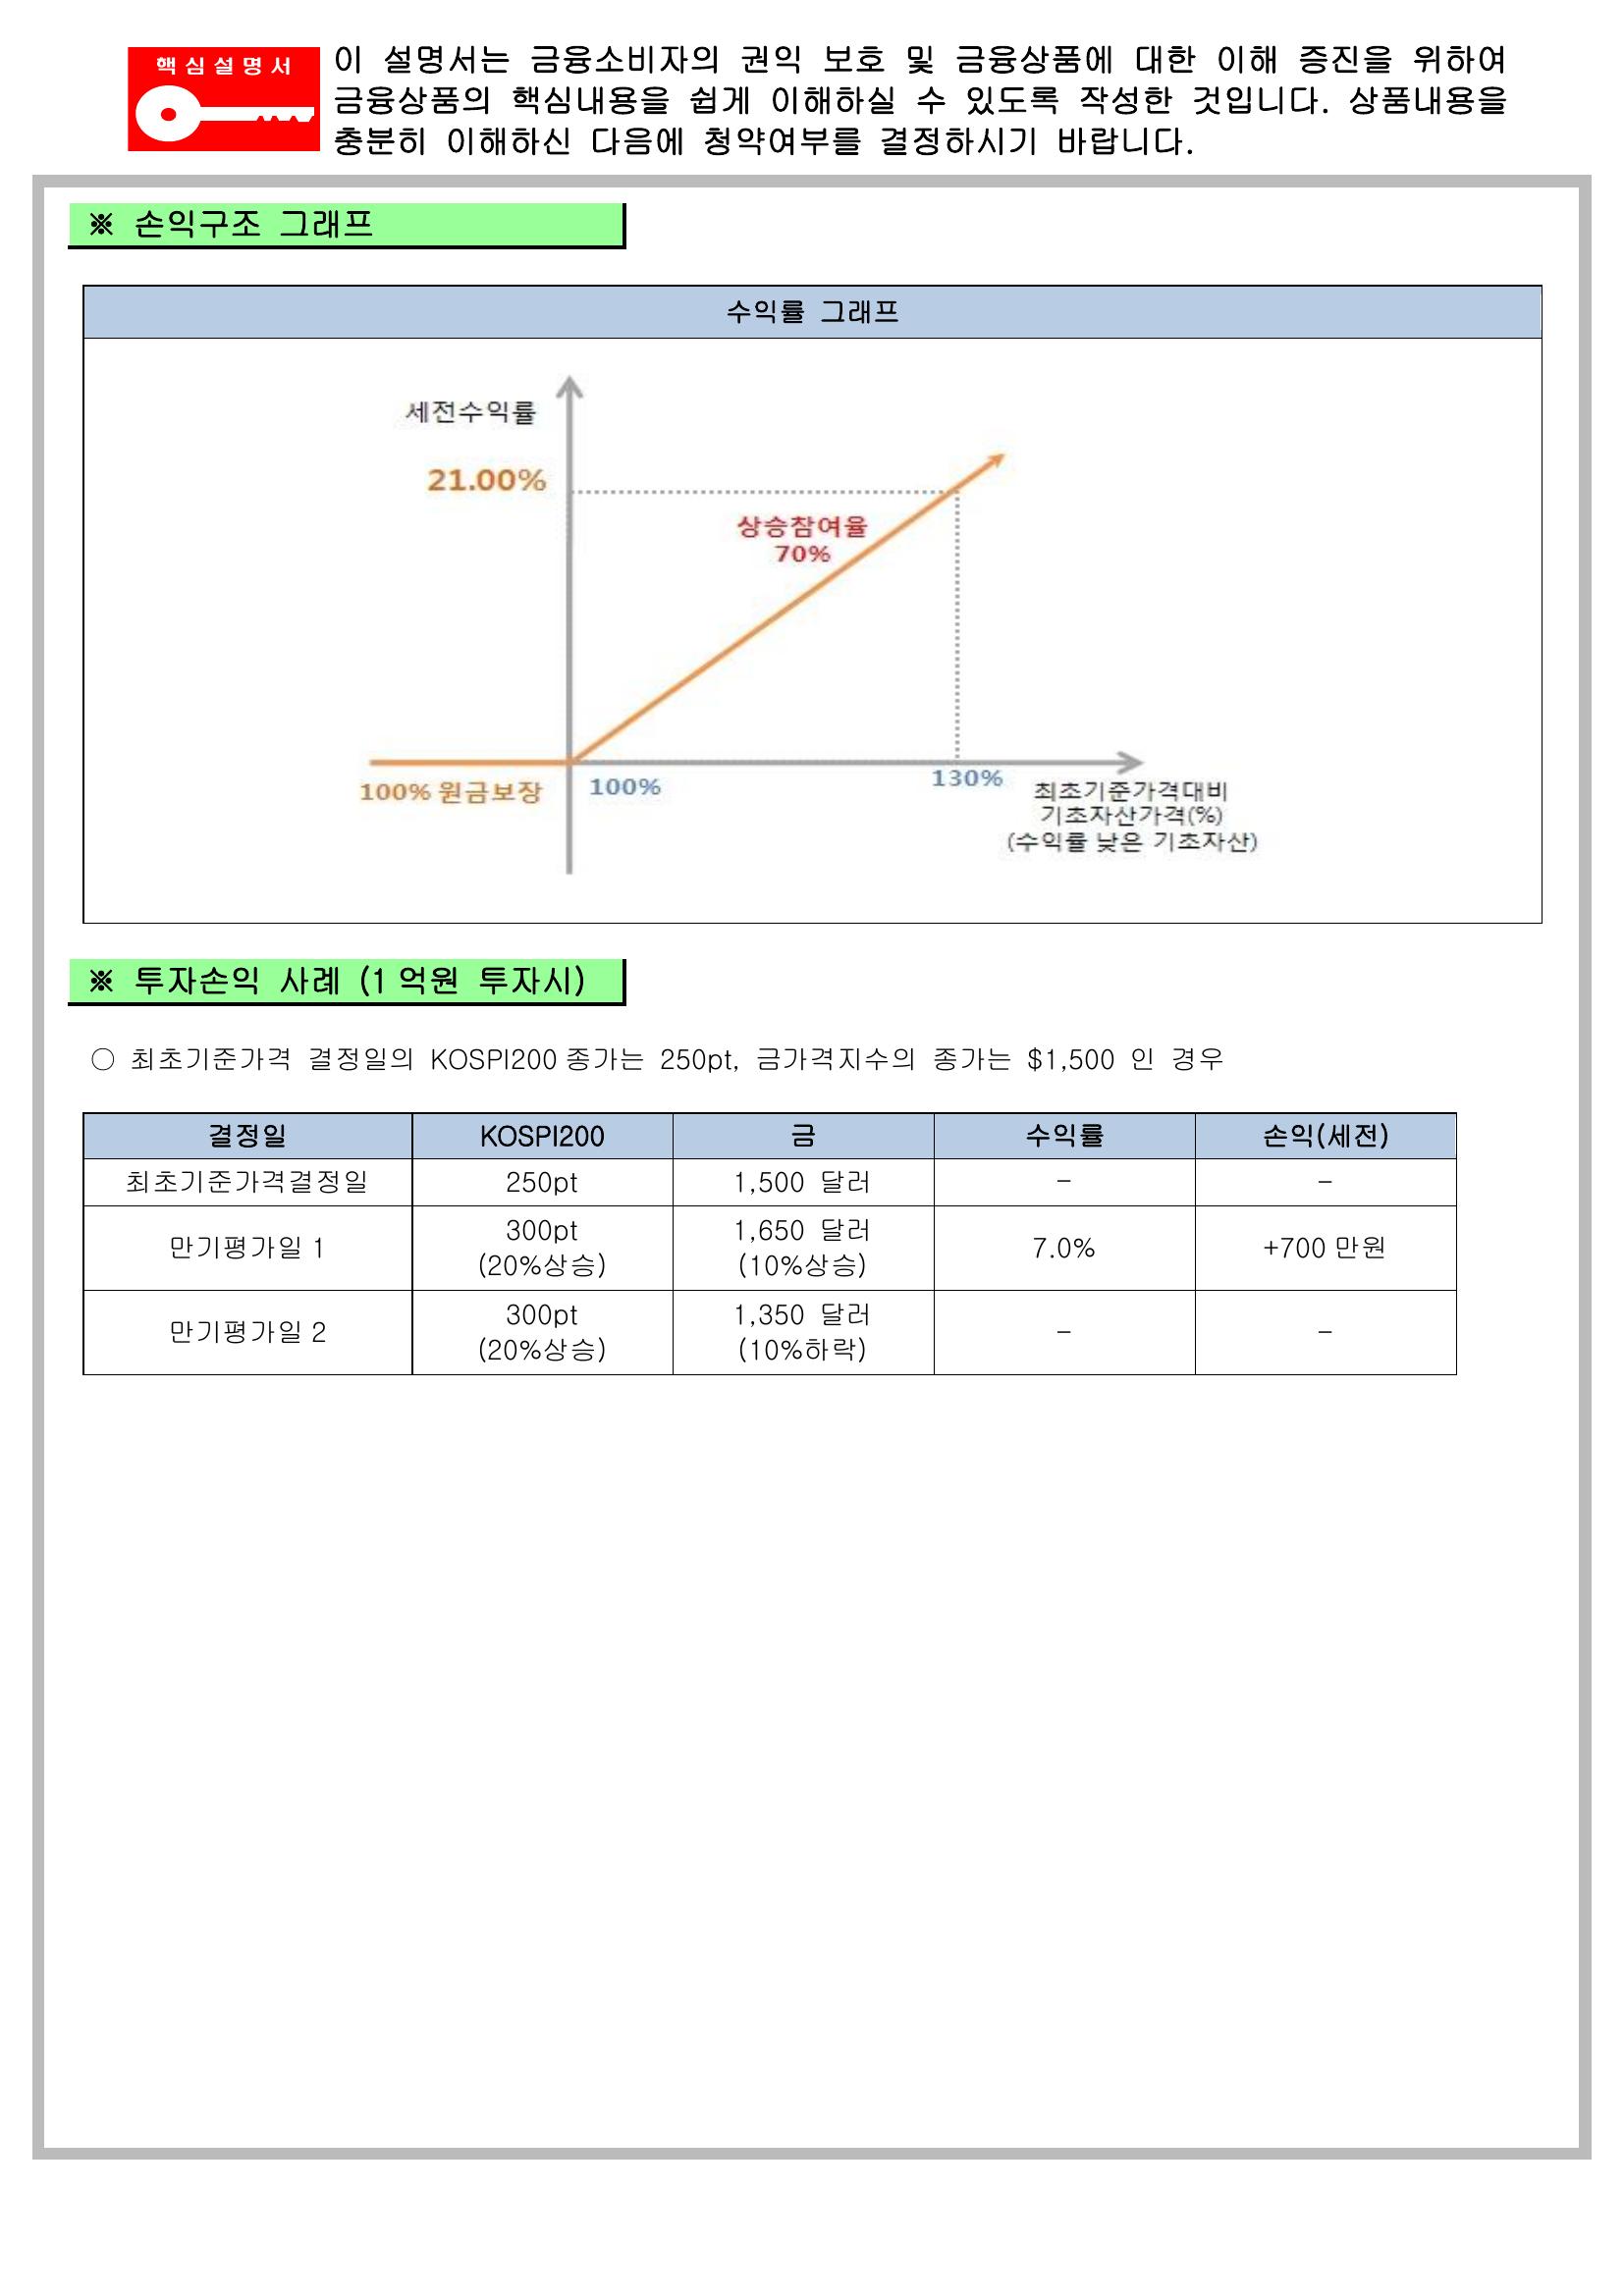 핵심설명서
이 설명서는 금융소비자의 권익 보호 및 금융상품에 대한 이해 증진을 위하여
금융상품의 핵심내용을 쉽게 이해하실 수 있도록 작성한 것입니다. 상품내용을
충분히 이해하신 다음에 청약여부를 결정하시기 바랍니다.
※ 손익구조 그래프
수익률 그래프
세전수익률
21.00%
상승참여율
70%
100% 원금보장
100%
130%
최초기준가격대비
기초자산가격(%)
(수익률 낮은 기초자산)
※ 투자손익 사례 (1억원 투자시)
○ 최초기준가격 결정일의 KOSPI200종가는 250pt, 금가격지수의 종가는 $1,500 인 경우
결정일 KOSPI200 금 수익률 손익(세전)
최초기준가격결정일 250pt 1,500 달러 - -
만기평가일1 300pt (20%상승) 1,650 달러 (10%상승) 7.0% +700만원
만기평가일2 300pt (20%상승) 1,350 달러 (10%하락) - -